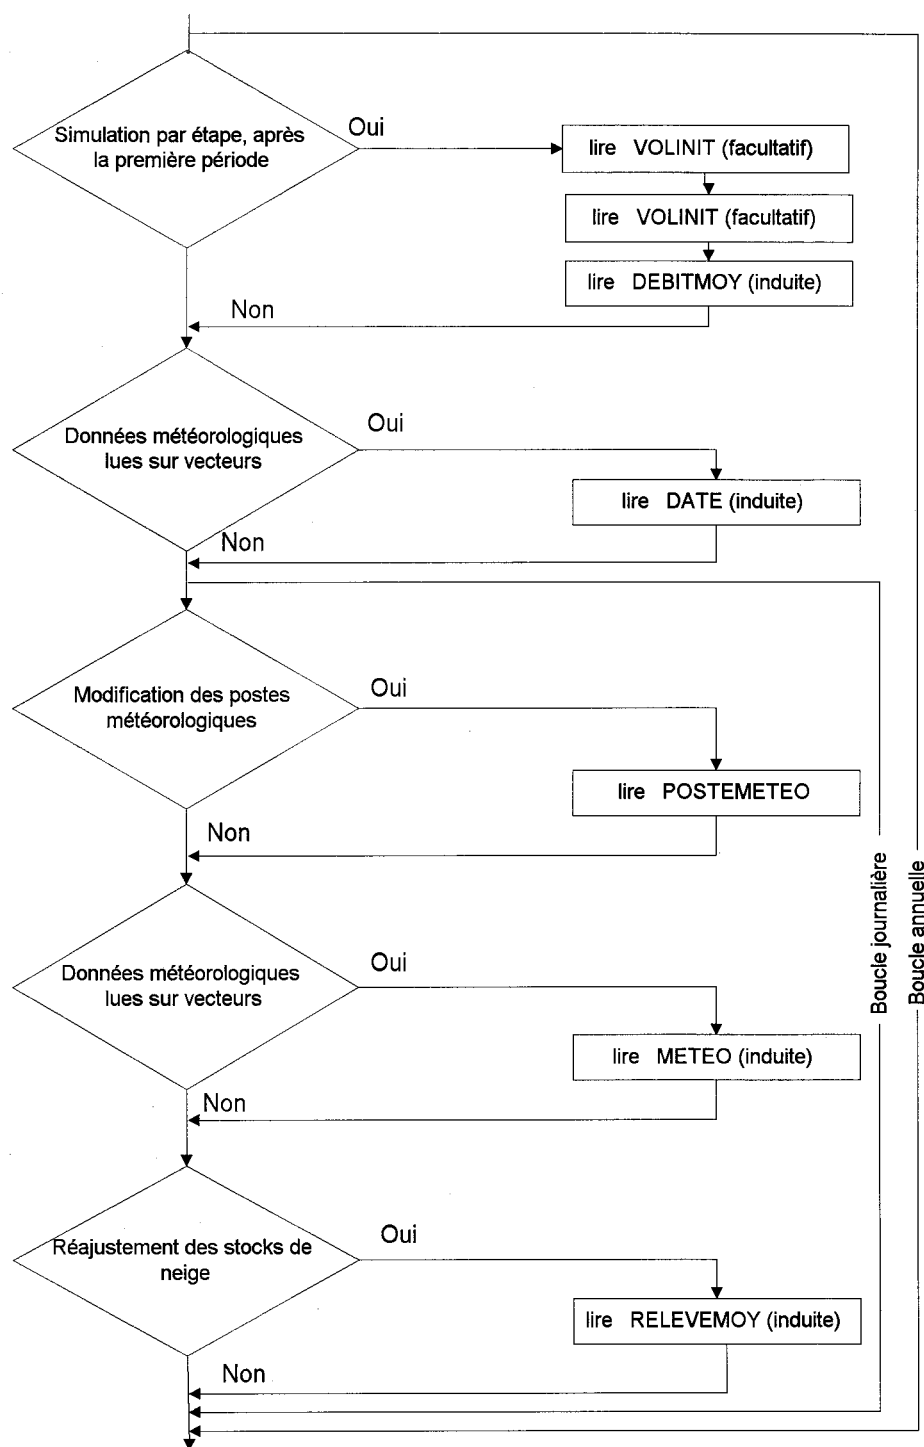 Simulation par étape, après
la première période
Oui
lire VOLINIT (facultatif)
lire VOLINIT (facultatif)
lire DEBITMOY (induite)
Non
Données météorologiques
lues sur vecteurs
Oui
lire DATE (induite)
Non
Modification des postes
météorologiques
Oui
lire POSTEMETEO
Non
Boucle journalière
Boucle annuelle
Données météorologiques
lues sur vecteurs
Oui
lire METEO (induite)
Non
Réajustement des stocks de
neige
Oui
lire RELEVEMOY (induite)
Non